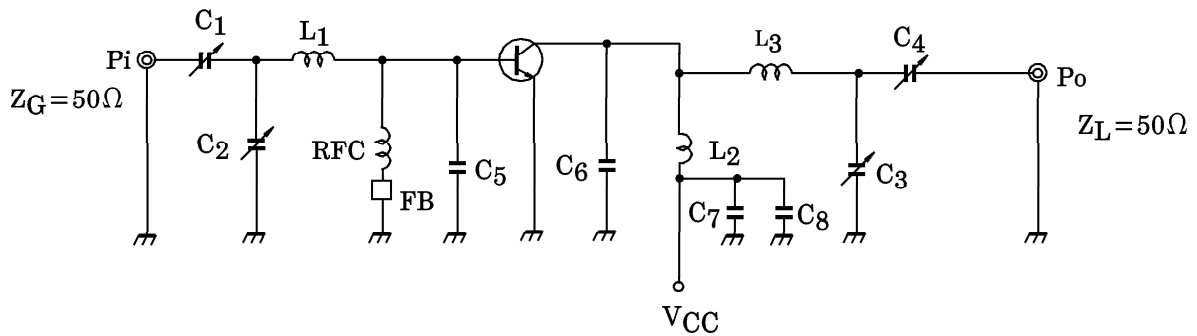 C1
L1
Pi
ZG=50Ω
C2
RFC
FB
C5
C6
L2
C7
C8
VCC
L3
C4
C3
Po
ZL=50Ω